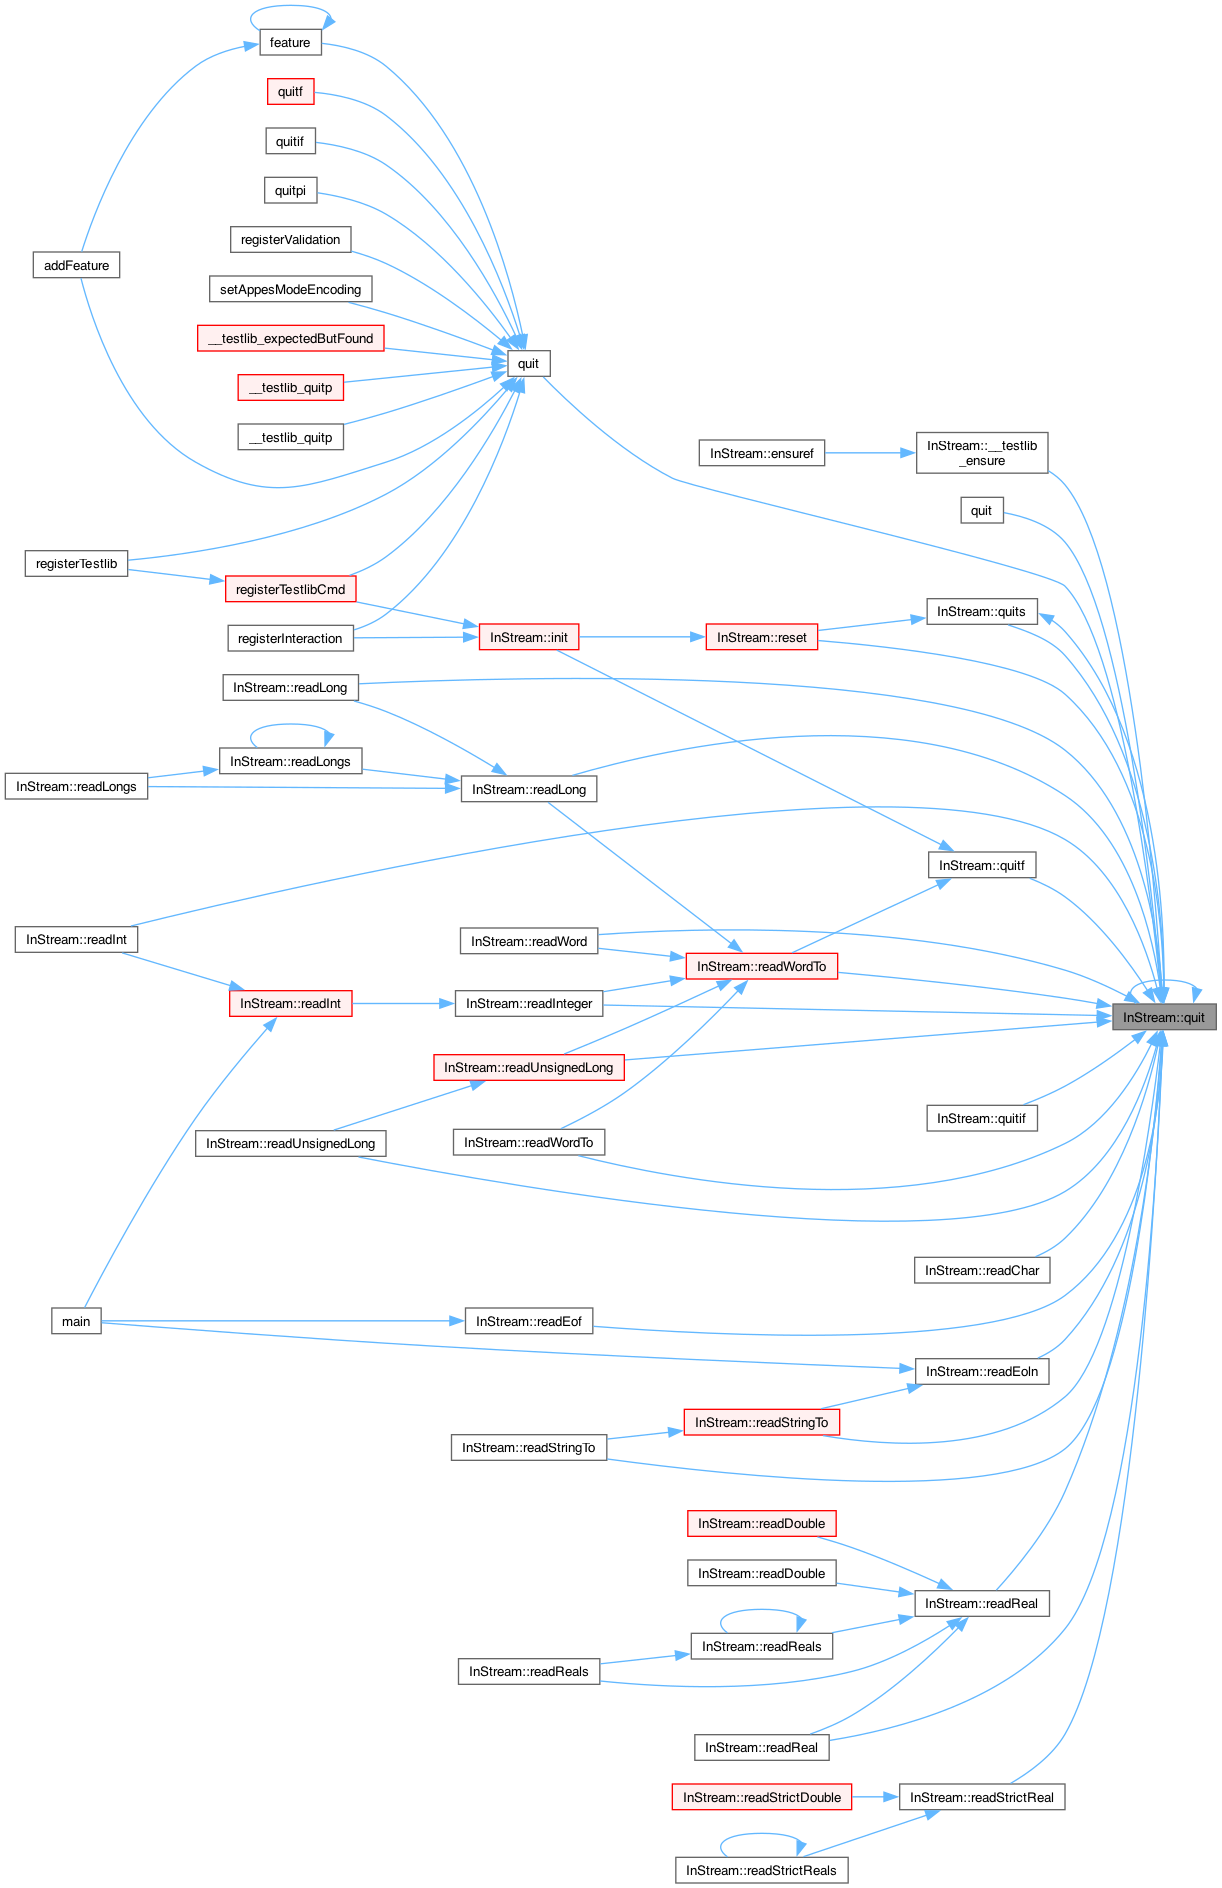 feature
quitf
quitif
quitpi
registerValidation
addFeature
setAppesModeEncoding
__testlib_expectedButFound
quit
__testlib_quitp
__testlib_quitp
InStream::ensuref
InStream::__testlib
_ensure
quit
registerTestlib
registerTestlibCmd
InStream::quits
registerInteraction
InStream::init
InStream::reset
InStream::readLong
InStream::readLongs
InStream::readLongs
InStream::readLong
InStream::quitf
InStream::readInt
InStream::readWord
InStream::readWordTo
InStream::readInt
InStream::readInteger
InStream::quit
InStream::readUnsignedLong
InStream::quitif
InStream::readUnsignedLong
InStream::readWordTo
InStream::readChar
main
InStream::readEof
InStream::readEoln
InStream::readStringTo
InStream::readStringTo
InStream::readDouble
InStream::readDouble
InStream::readReal
InStream::readReals
InStream::readReals
InStream::readReal
InStream::readStrictDouble
InStream::readStrictReal
InStream::readStrictReals